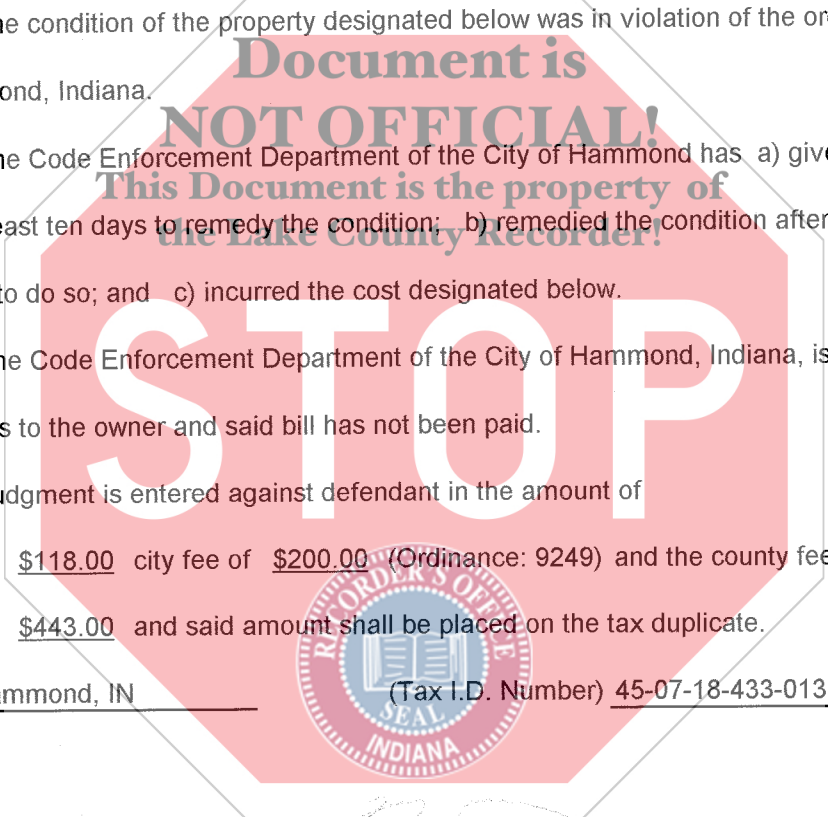 e condition of the property designated below was in violation of the or
Document is
ond, Indiana.
NOT OFFICIAL!
e Code Enforcement Department of the City of Hammond has a) give
This Document is the property of
east ten days to remedy the condition; b) remedied the condition after
the Lake County Recorder!
to do so; and c) incurred the cost designated below.
STOP
e Code Enforcement Department of the City of Hammond, Indiana, is
s to the owner and said bill has not been paid.
udgment is entered against defendant in the amount of
$118.00 city fee of $200.00 (Ordinance: 9249) and the county fee
$443.00 and said amount shall be placed on the tax duplicate.
RECORDER'S OFFICE
mmond, IN (Tax I.D. Number) 45-07-18-433-013
SEAL
INDIANA